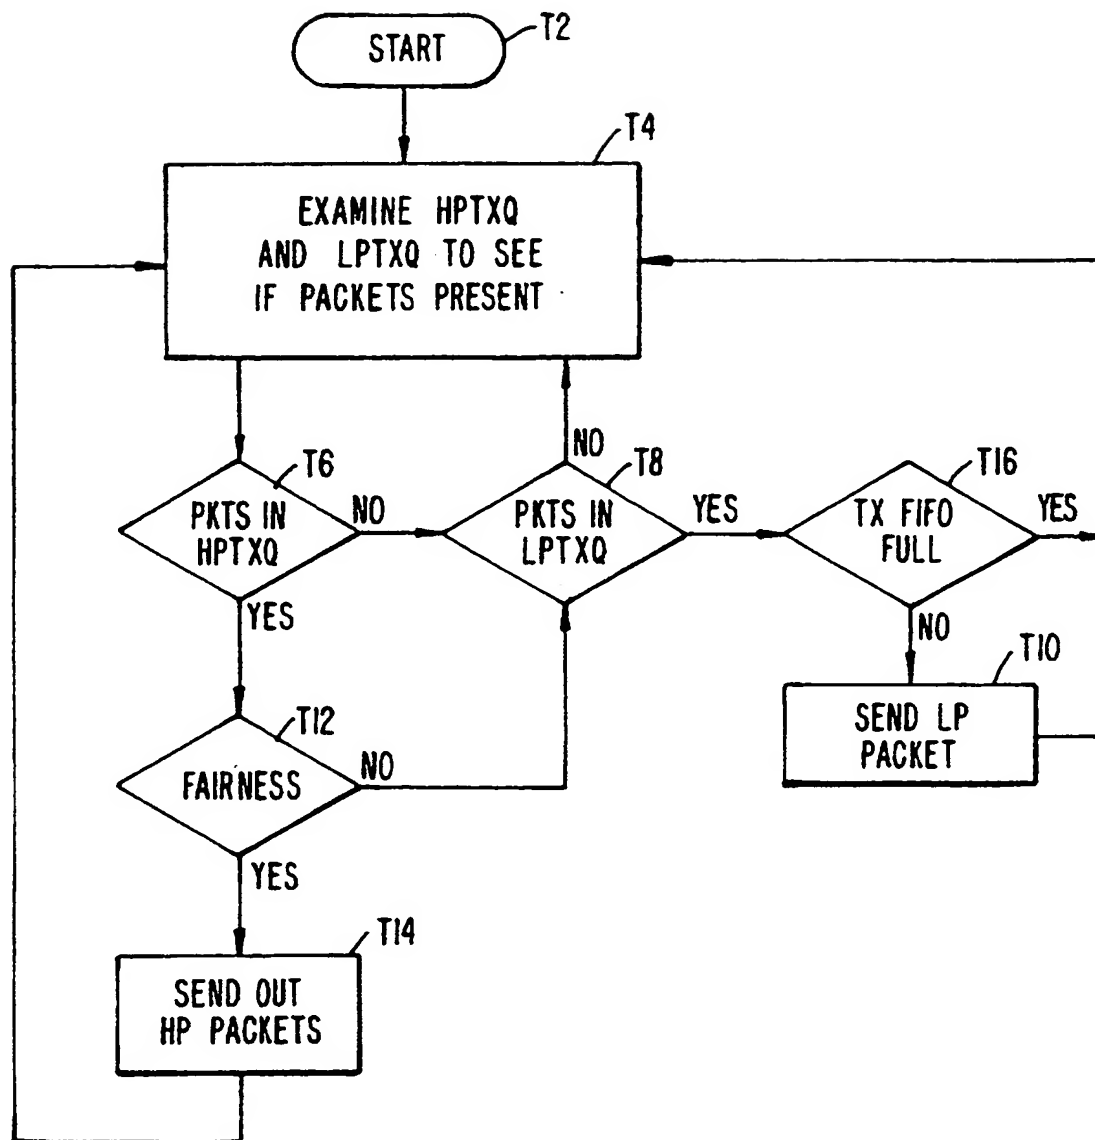 START
T2
T4
EXAMINE HPTXQ
AND LPTXQ TO SEE
IF PACKETS PRESENT
T6
PKTS IN
HPTXQ
NO
YES
NO
T8
PKTS IN
LPTXQ
YES
T16
TX FIFO
FULL
YES
NO
T10
SEND LP
PACKET
T12
FAIRNESS
NO
YES
T14
SEND OUT
HP PACKETS